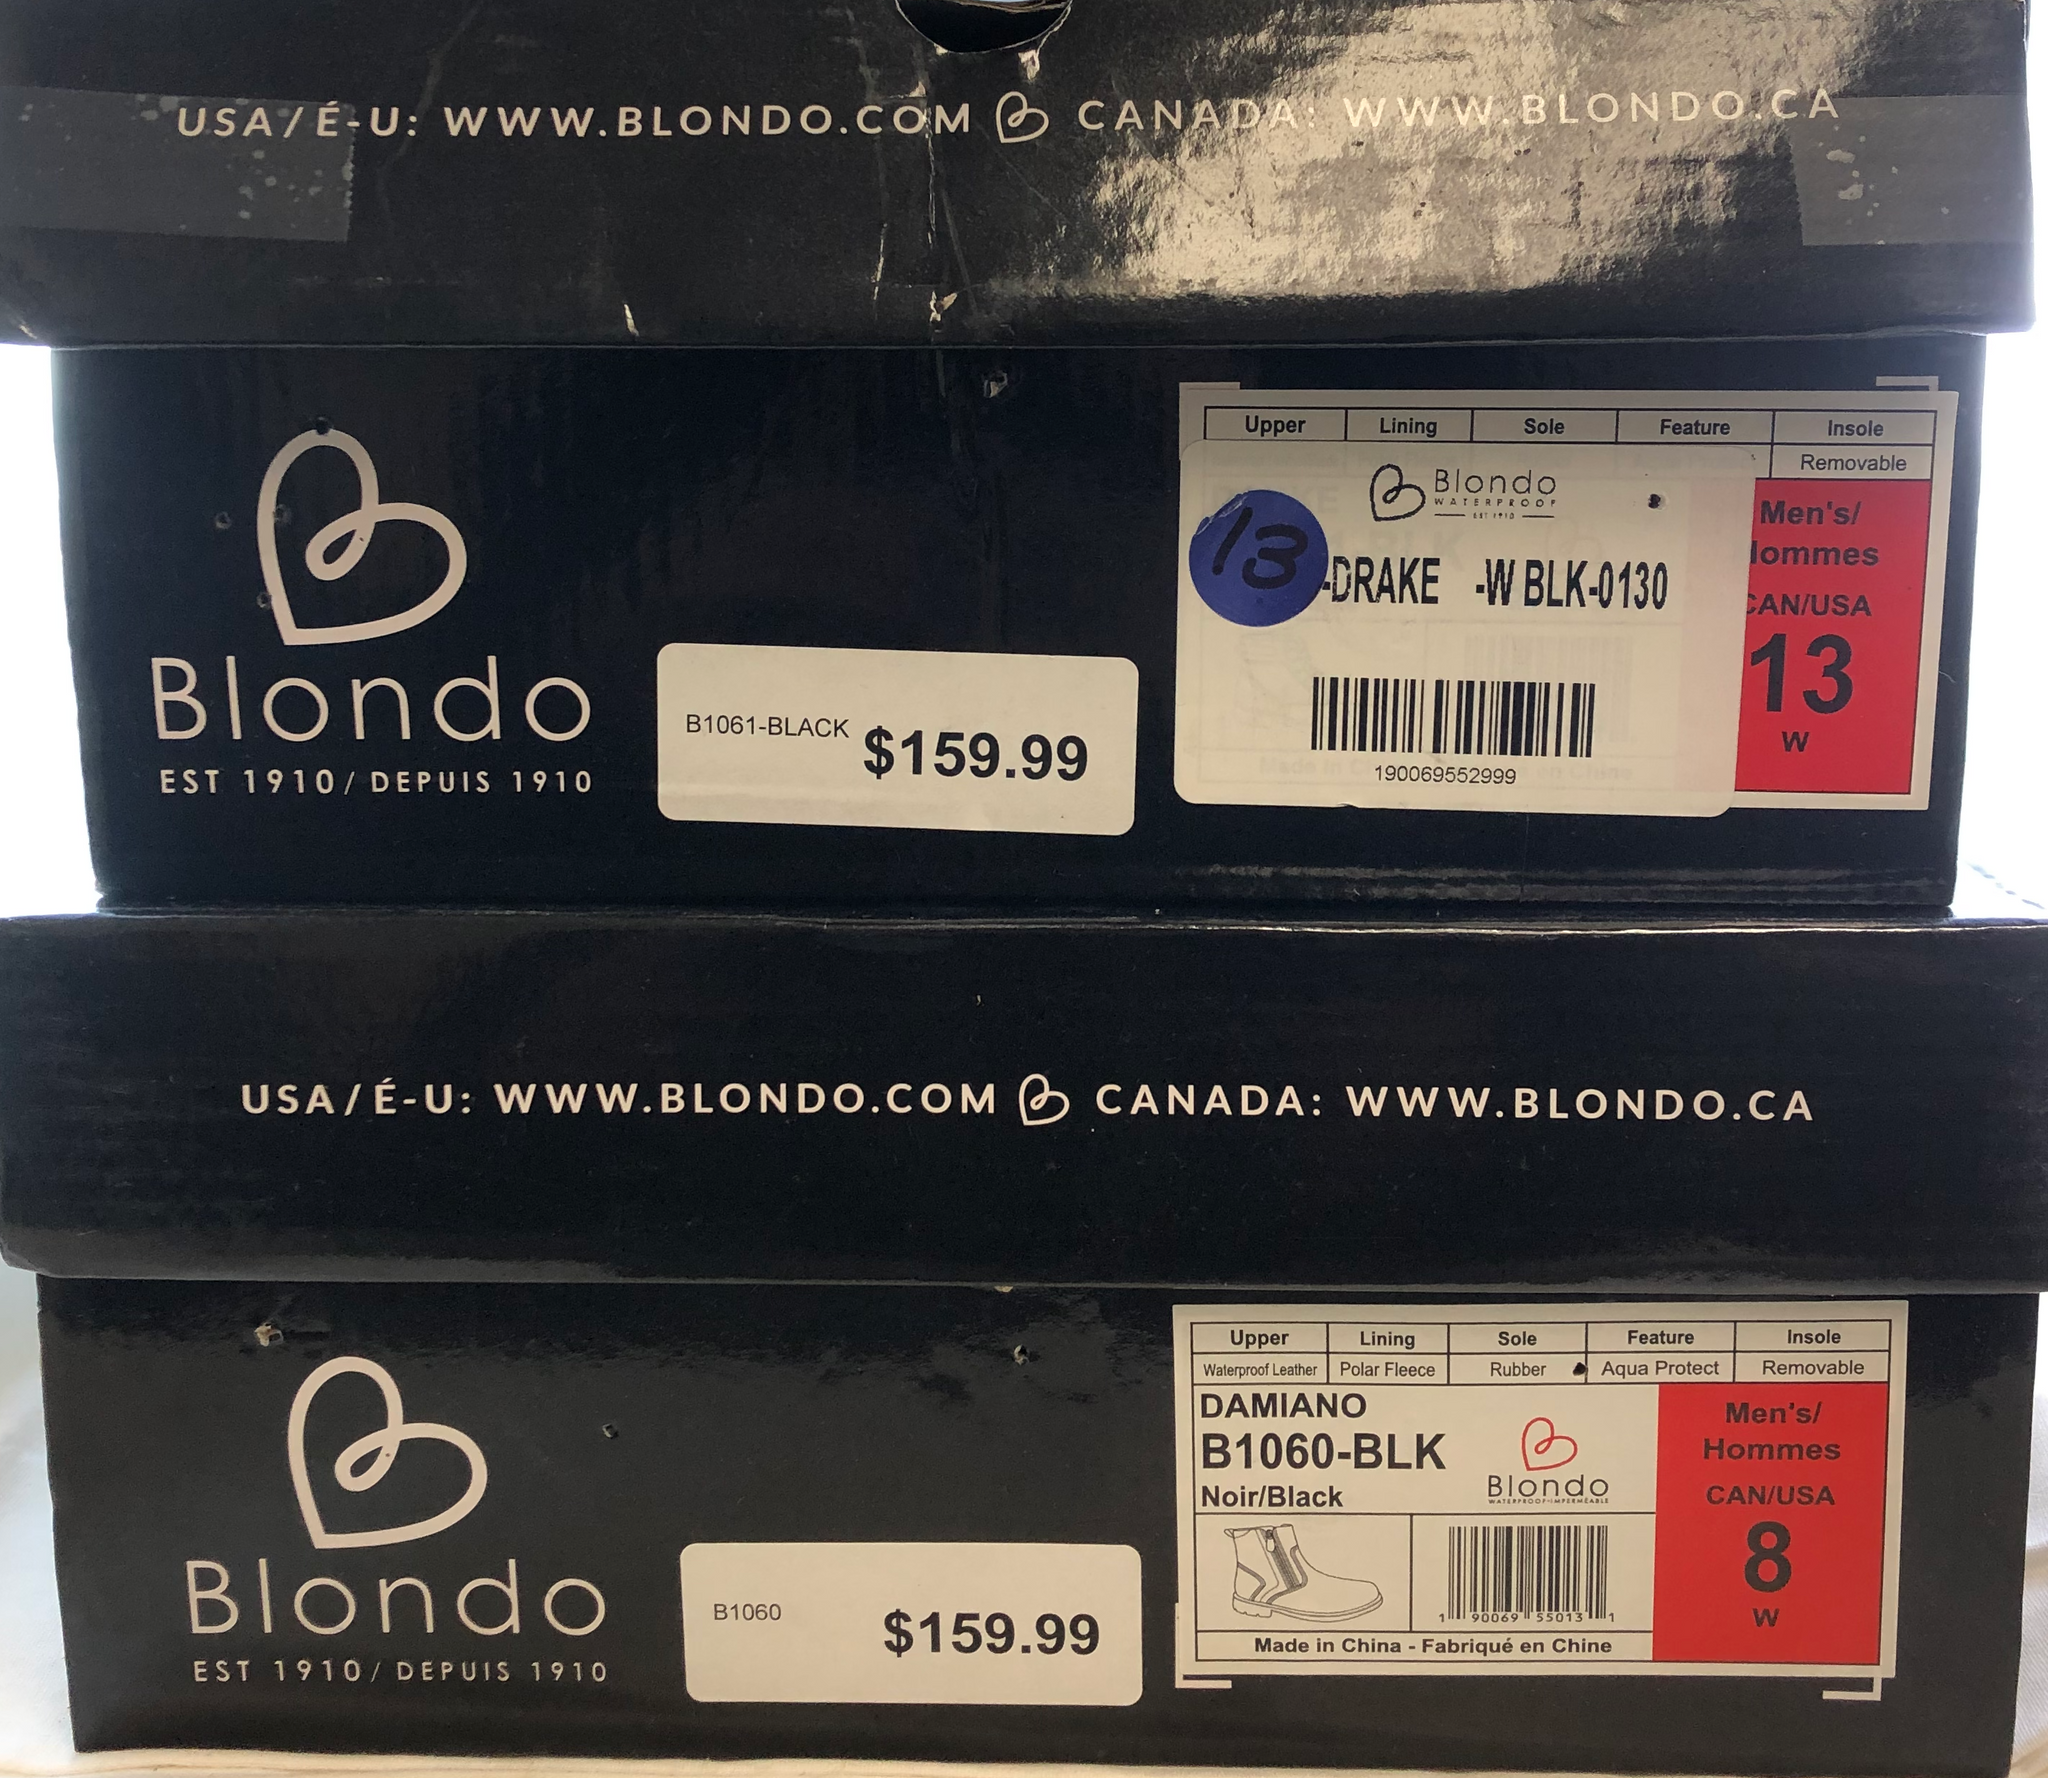 USA/É-U: WWW.BLONDO.COM CANADA: WWW.BLONDO.CA
Blondo
EST 1910/DEPUIS 1910
B1061-BLACK $159.99
Upper Lining Sole Feature Insole
Removable
Blondo
WATERPROOF
EST 1910
13
-DRAKE -W BLK-0130
190069552999
Men's/
Hommes
CAN/USA
13
W
USA/É-U: WWW.BLONDO.COM CANADA: WWW.BLONDO.CA
Blondo
EST 1910/DEPUIS 1910
B1060 $159.99
Upper Lining Sole Feature Insole
Waterproof Leather Polar Fleece Rubber Aqua Protect Removable
DAMIANO
B1060-BLK
Noir/Black
Blondo
WATERPROOF-IMPERMÉABLE
1 90069 55013 1
Made in China - Fabriqué en Chine
Men's/
Hommes
CAN/USA
8
W